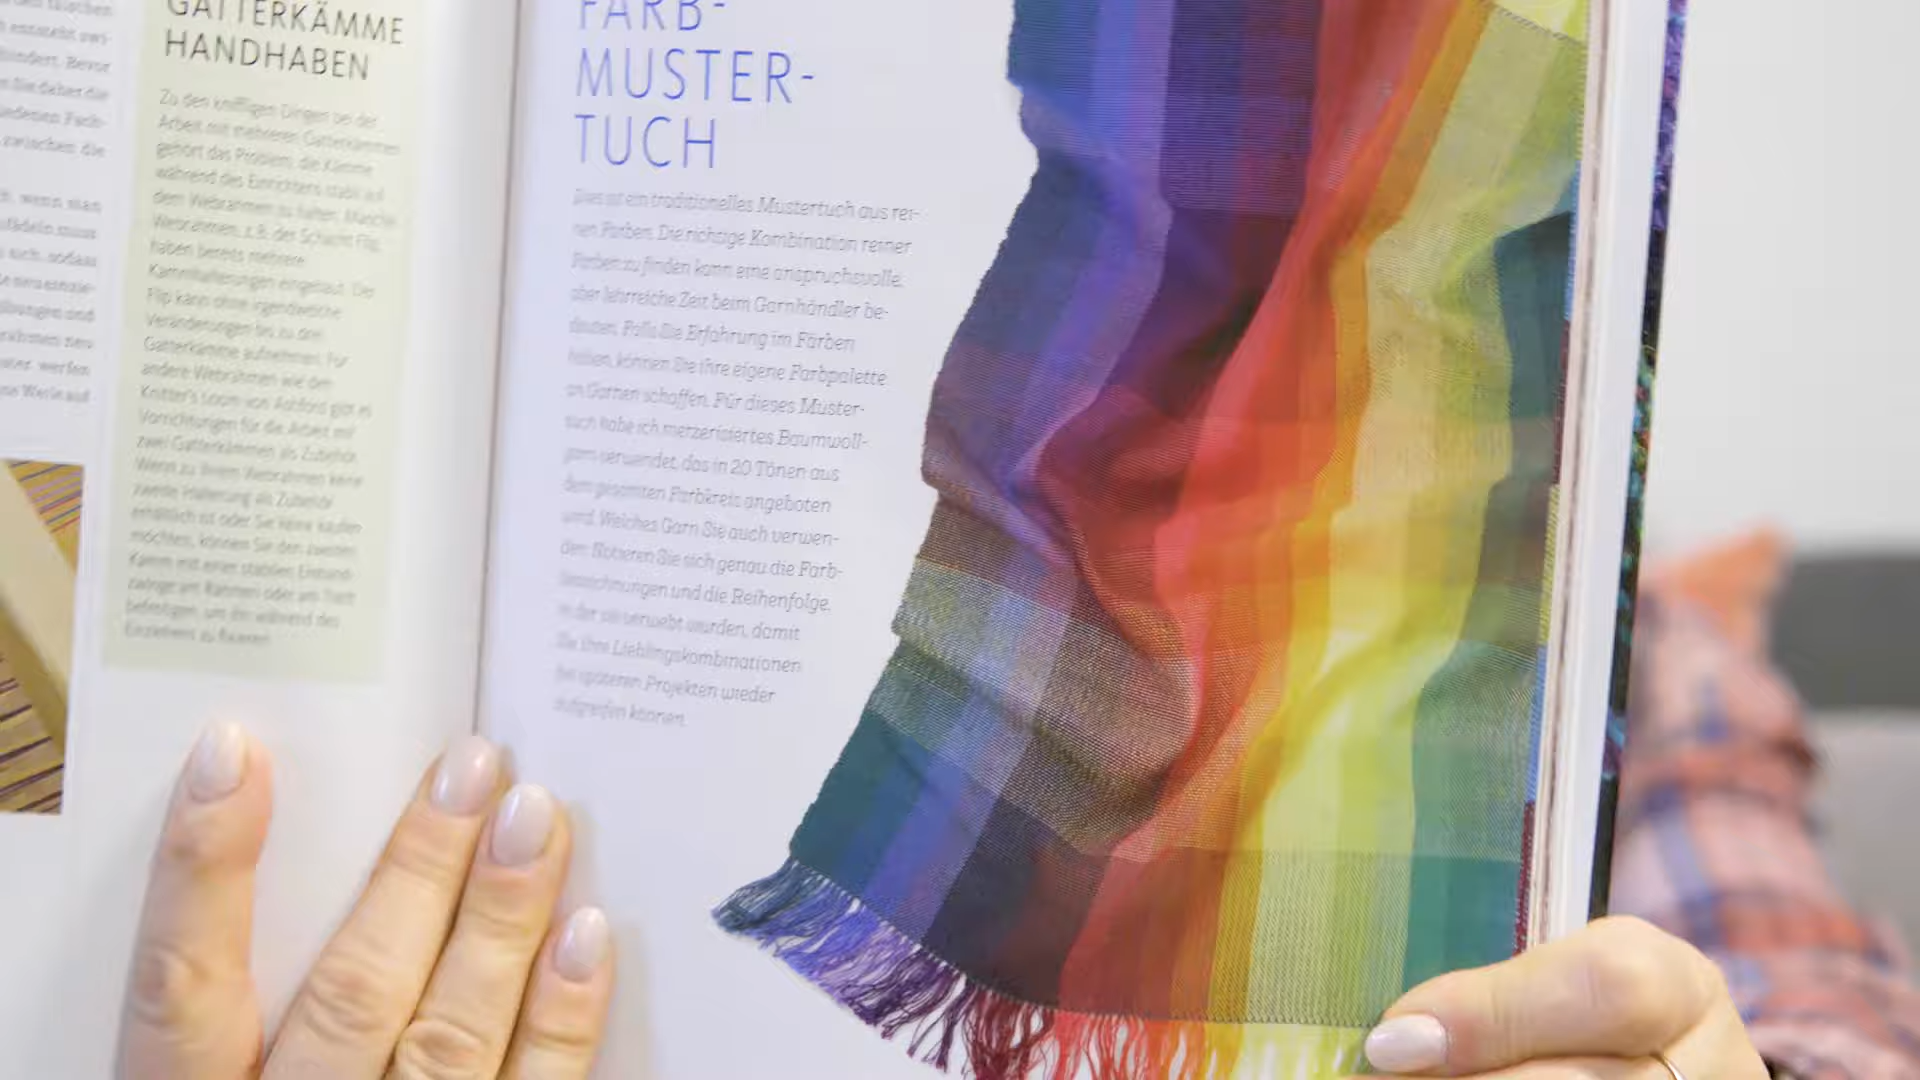 GATTERKÄMME
HANDHABEN
Zu den kniffligen Dingen bei der
Arbeit mit mehreren Gatterkämmen
gehört das Problem, die Kämme
während des Einrichtens stabil auf
dem Webrahmen zu halten. Manche
Webrahmen, z. B. der Schacht Flip,
haben bereits mehrere
Kammhalterungen eingebaut. Der
Flip kann ohne irgendwelche
Veränderungen bis zu drei
Gatterkämme aufnehmen. Für
andere Webrahmen wie den
Knitter's Loom von Ashford gibt es
Vorrichtungen für die Arbeit mit
zwei Gatterkämmen als Zubehör.
Wenn zu Ihrem Webrahmen keine
zweite Halterung als Zubehör
erhältlich ist oder Sie keine kaufen
möchten, können Sie den zweiten
Kamm mit einer stabilen Einhand-
zwinge am Rahmen oder am Tisch
befestigen, um ihn während des
Einziehens zu fixieren.
FARB-
MUSTER-
TUCH
Dies ist ein traditionelles Mustertuch aus rei-
nen Farben. Die richtige Kombination reiner
Farben zu finden kann eine anspruchsvolle,
aber lehrreiche Zeit beim Garnhändler be-
deuten. Falls Sie Erfahrung im Färben
haben, können Sie ihre eigene Farbpalette
an Garnen schaffen. Für dieses Muster-
tuch habe ich merzerisiertes Baumwoll-
garn verwendet, das in 20 Tönen aus
dem gesamten Farbkreis angeboten
wird. Welches Garn Sie auch verwen-
den: Notieren Sie sich genau die Farb-
bezeichnungen und die Reihenfolge,
in der sie verwebt wurden, damit
Sie Ihre Lieblingskombinationen
bei späteren Projekten wieder
aufgreifen können.